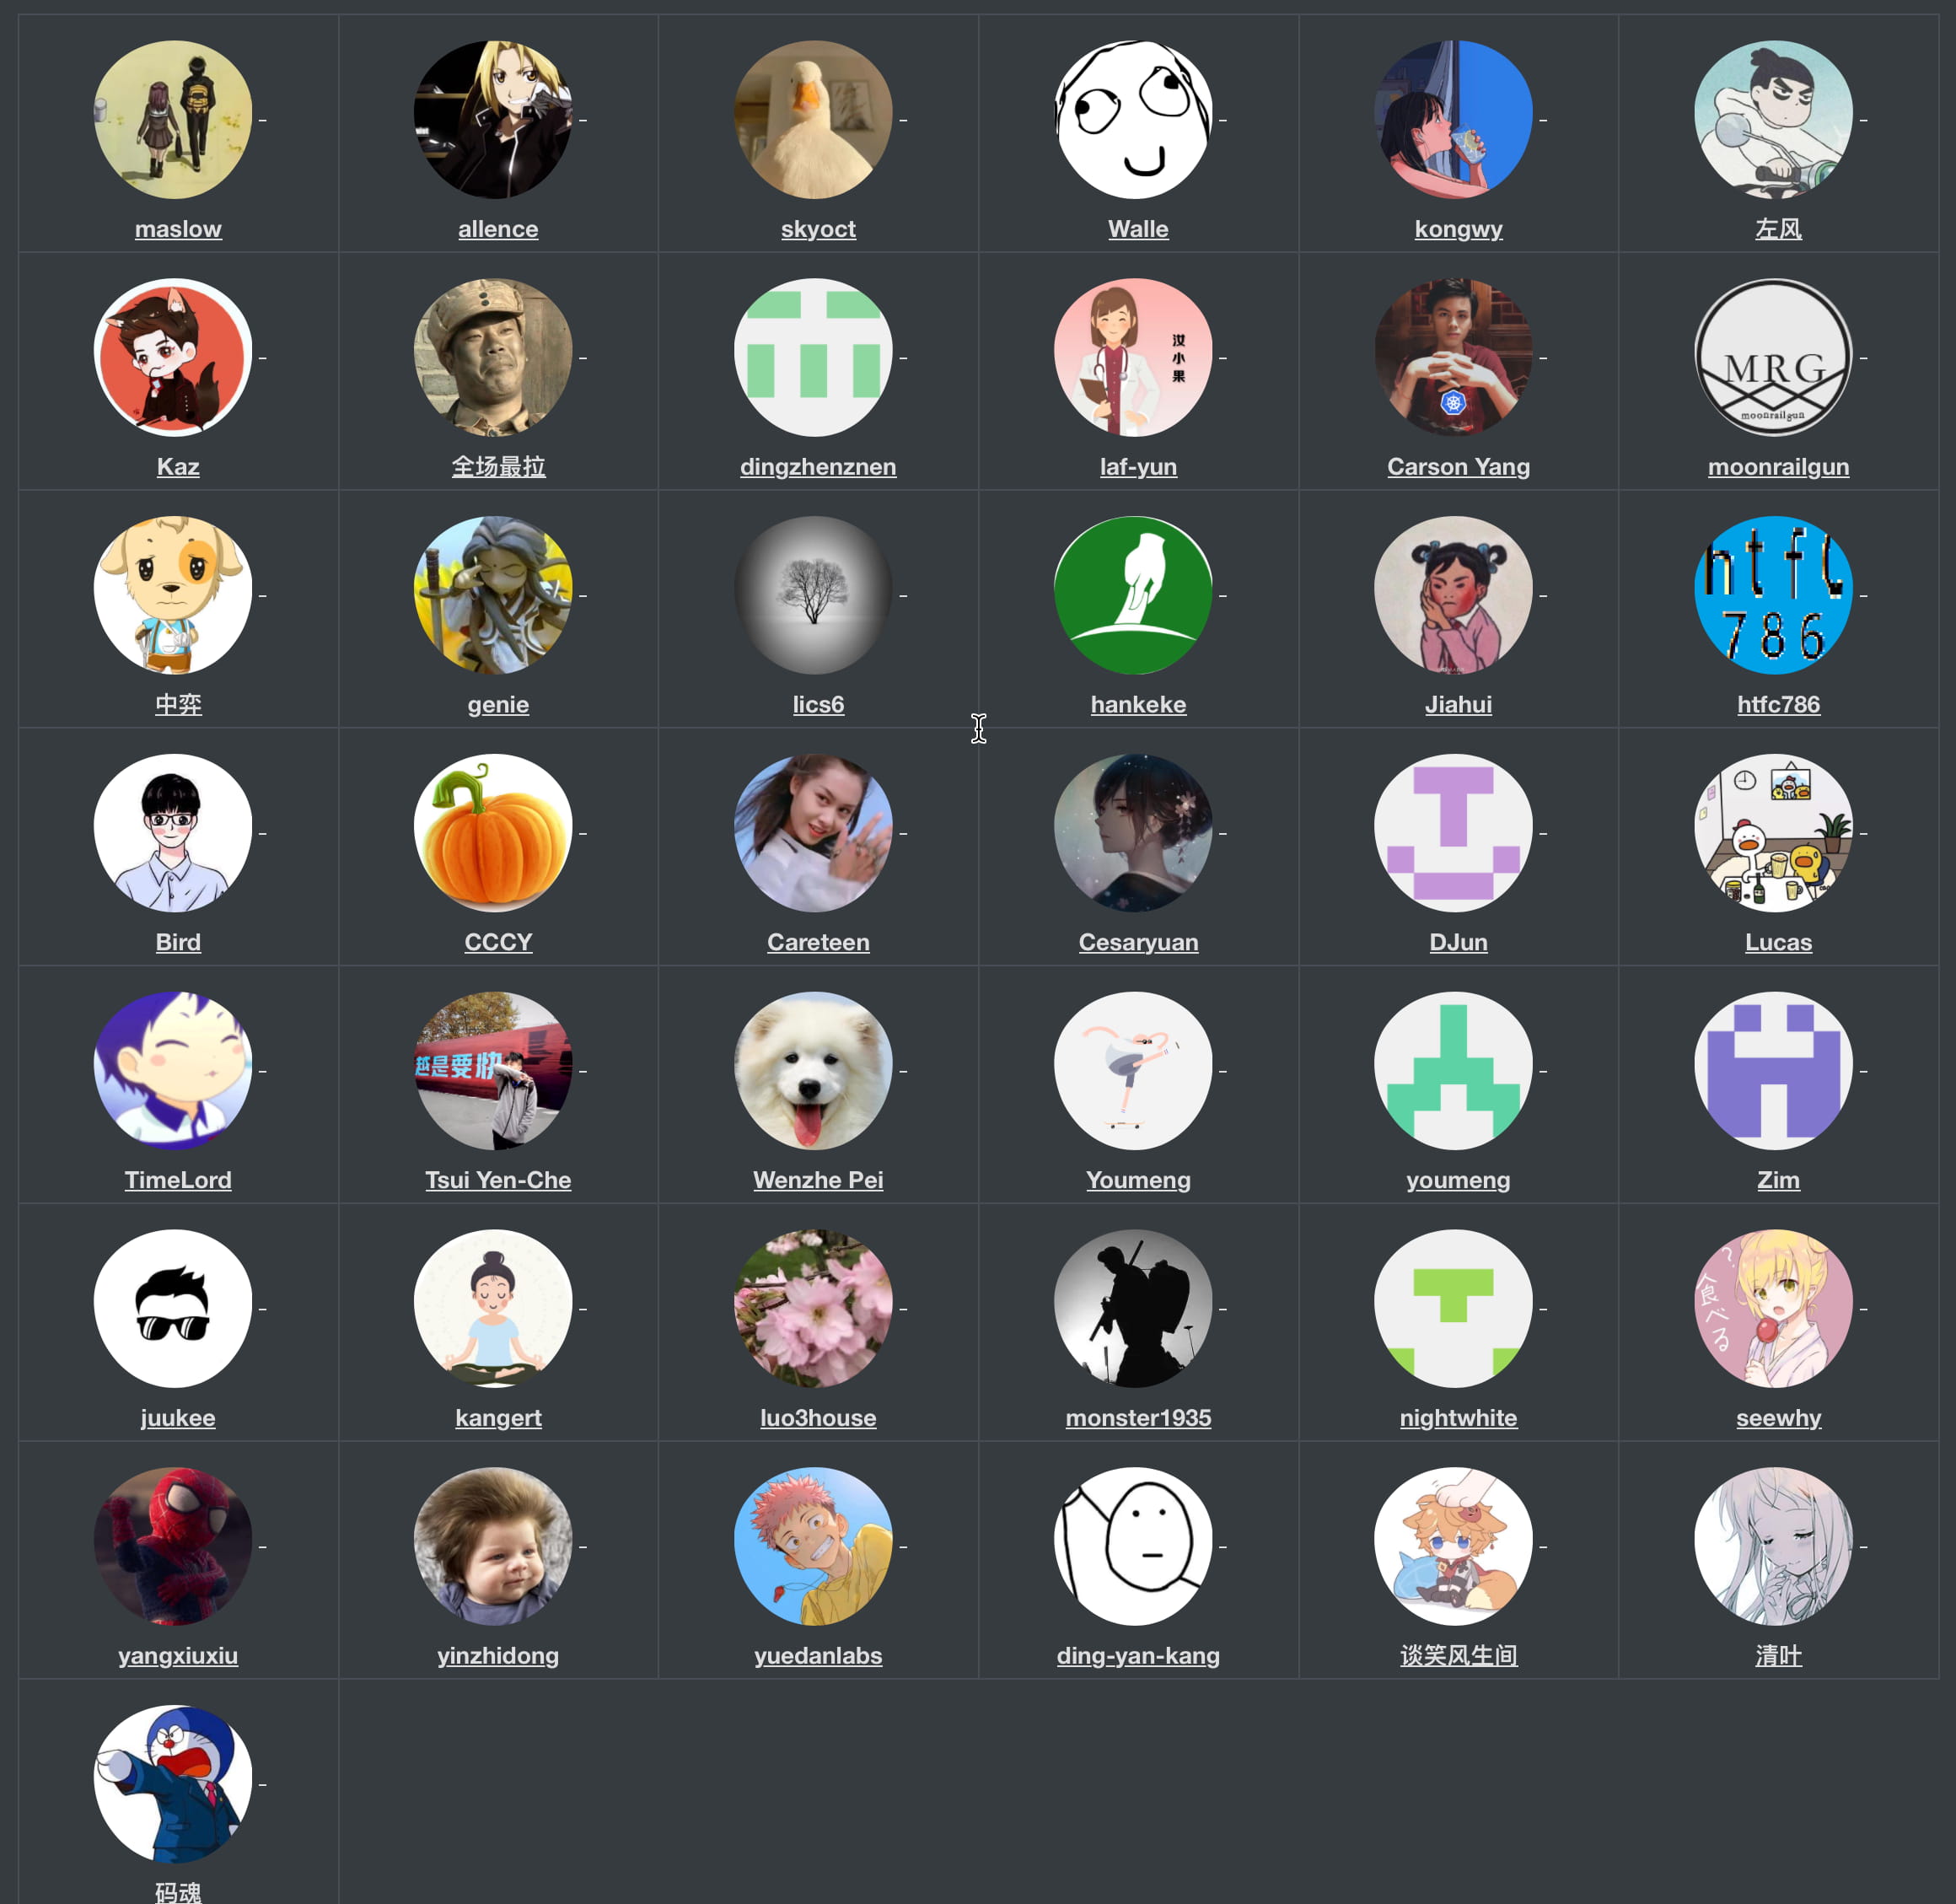 maslow
allence
skyoct
Walle
kongwy
左风
汝
小
果
MRG
moonrailgun
Kaz
全场最拉
dingzhenznen
laf-yun
Carson Yang
moonrailgun
htfc
786
中弈
genie
lics6
hankeke
Jiahui
htfc786
Bird
CCCY
Careteen
Cesaryuan
DJun
Lucas
越是要快
TimeLord
Tsui Yen-Che
Wenzhe Pei
Youmeng
youmeng
Zim
?
食べる
juukee
kangert
luo3house
monster1935
nightwhite
seewhy
yangxiuxiu
yinzhidong
yuedanlabs
ding-yan-kang
谈笑风生间
清叶
码魂